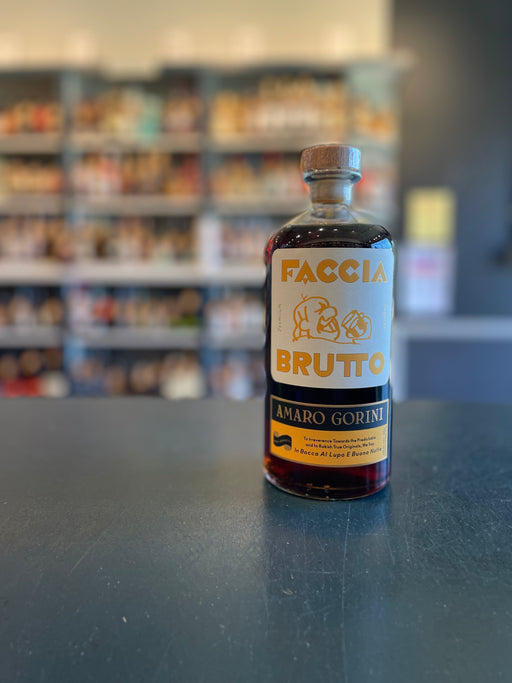 FACCIA
BRUTTO
AMARO GORINI
To Irreverence Towards the Predictable
and to Rakish True Originals, We Say
In Bocca Al Lupo E Buona Notte